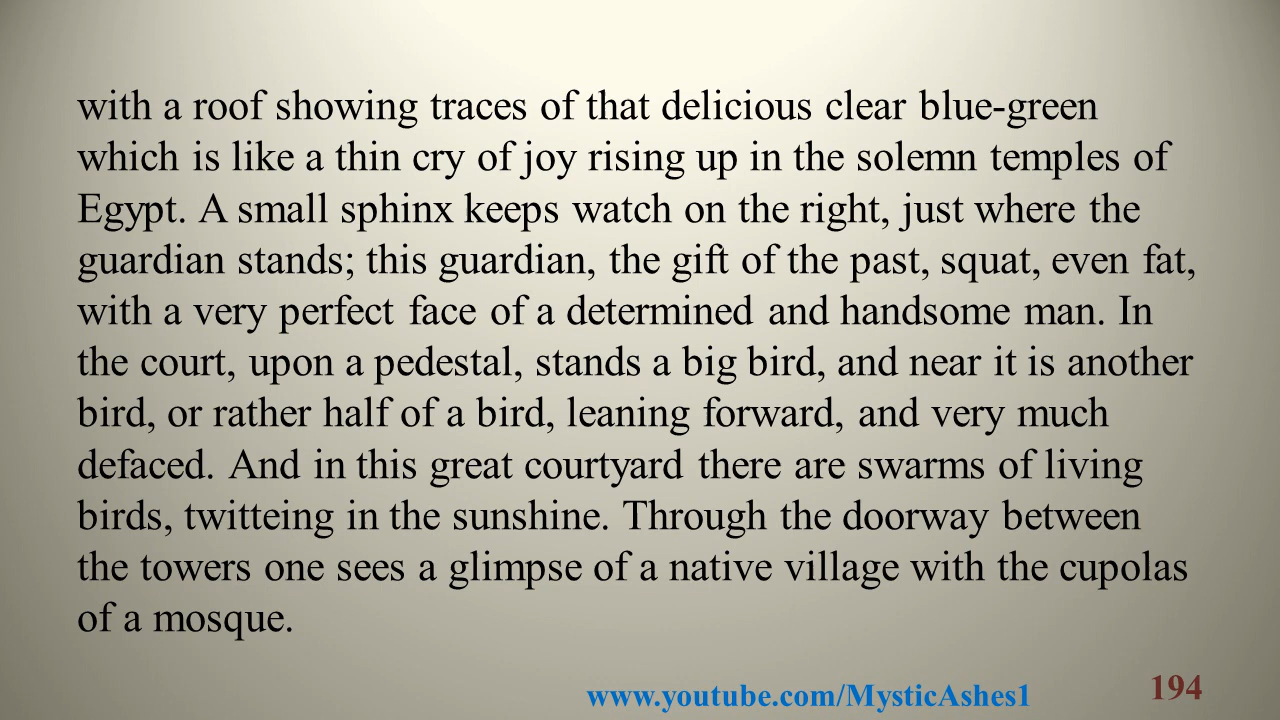 with a roof showing traces of that delicious clear blue-green
which is like a thin cry of joy rising up in the solemn temples of
Egypt. A small sphinx keeps watch on the right, just where the
guardian stands; this guardian, the gift of the past, squat, even fat,
with a very perfect face of a determined and handsome man. In
the court, upon a pedestal, stands a big bird, and near it is another
bird, or rather half of a bird, leaning forward, and very much
defaced. And in this great courtyard there are swarms of living
birds, twitteing in the sunshine. Through the doorway between
the towers one sees a glimpse of a native village with the cupolas
of a mosque.
www.youtube.com/MysticAshes1 194